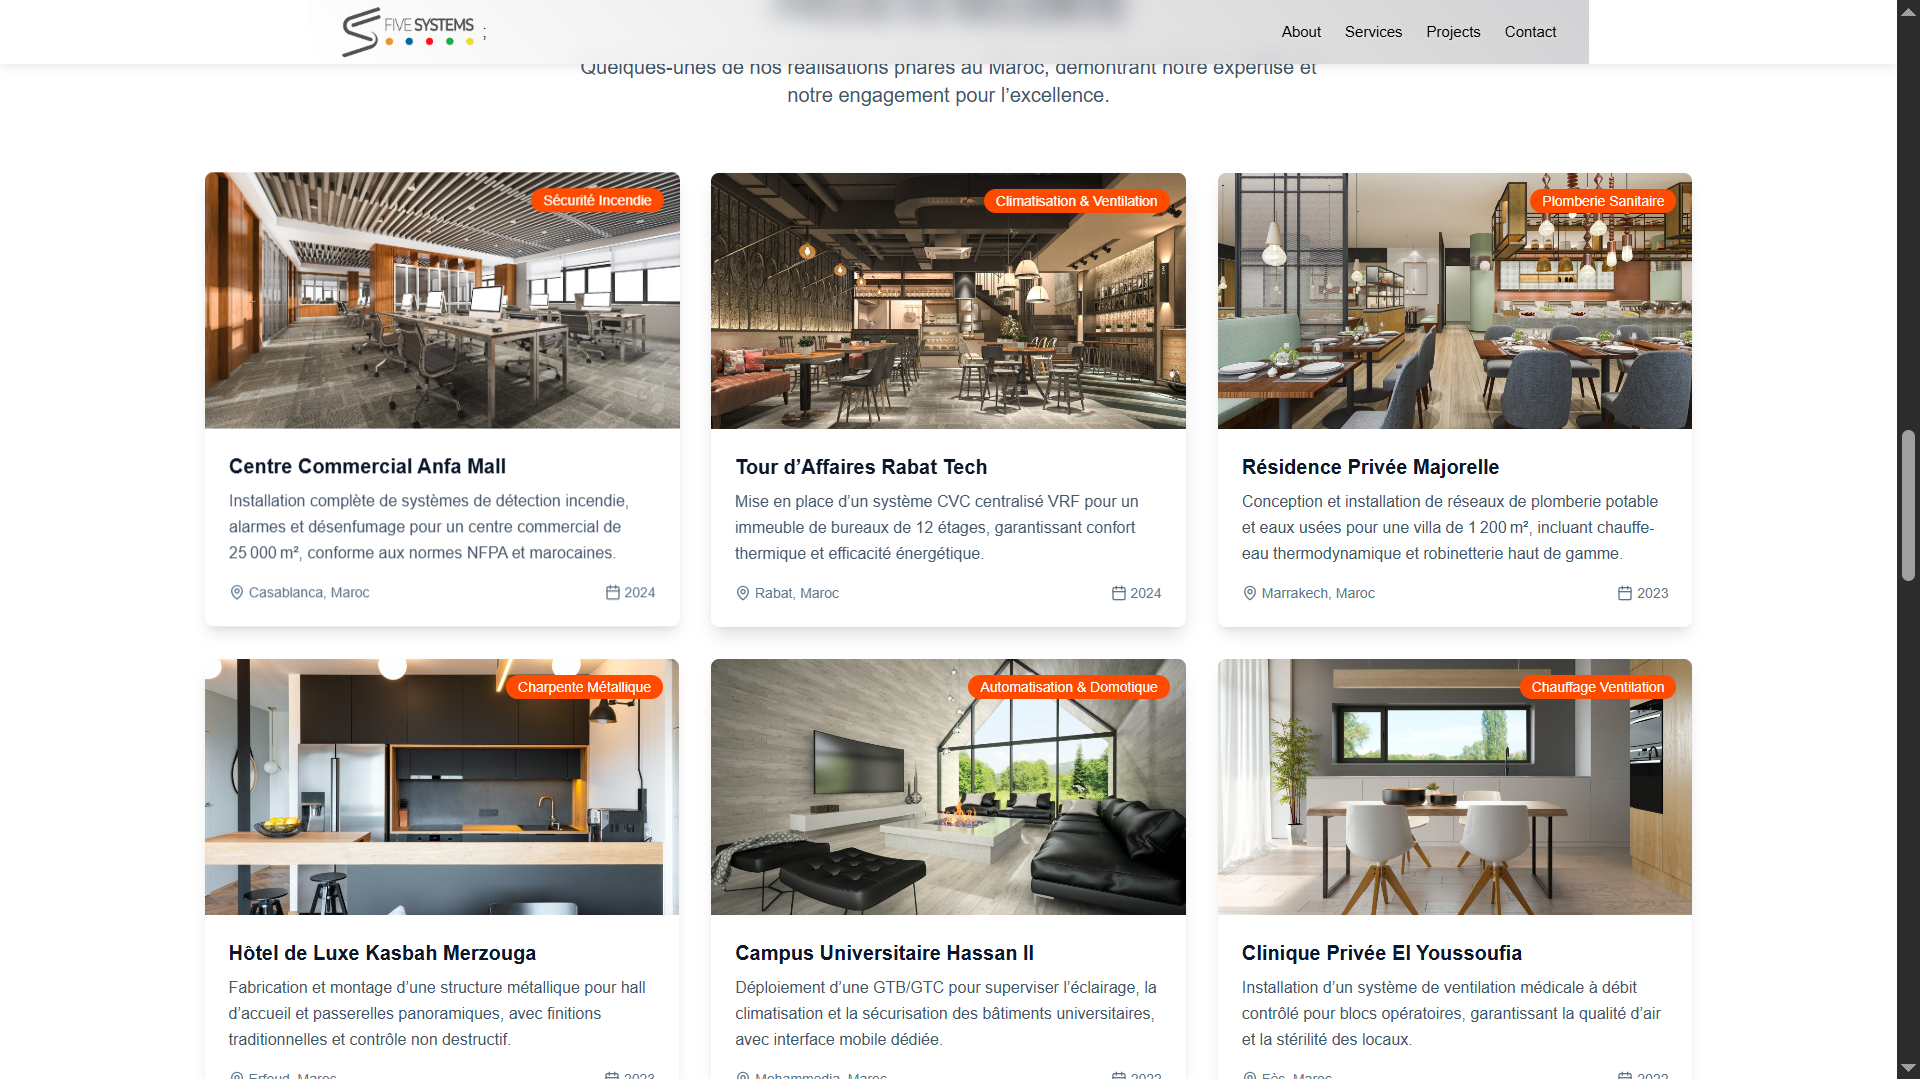 FIVE SYSTEMS ;
About Services Projects Contact
Quelques-unes de nos réalisations phares au Maroc, démontrant notre expertise et
notre engagement pour l’excellence.
Sécurité Incendie
Climatisation & Ventilation
Plomberie Sanitaire
Centre Commercial Anfa Mall
Installation complète de systèmes de détection incendie,
alarmes et désenfumage pour un centre commercial de
25 000 m², conforme aux normes NFPA et marocaines.
Casablanca, Maroc 2024
Tour d’Affaires Rabat Tech
Mise en place d’un système CVC centralisé VRF pour un
immeuble de bureaux de 12 étages, garantissant confort
thermique et efficacité énergétique.
Rabat, Maroc 2024
Résidence Privée Majorelle
Conception et installation de réseaux de plomberie potable
et eaux usées pour une villa de 1 200 m², incluant chauffe-
eau thermodynamique et robinetterie haut de gamme.
Marrakech, Maroc 2023
Charpente Métallique
Automatisation & Domotique
Chauffage Ventilation
Hôtel de Luxe Kasbah Merzouga
Fabrication et montage d’une structure métallique pour hall
d’accueil et passerelles panoramiques, avec finitions
traditionnelles et contrôle non destructif.
Erfoud, Maroc 2023
Campus Universitaire Hassan II
Déploiement d’une GTB/GTC pour superviser l’éclairage, la
climatisation et la sécurisation des bâtiments universitaires,
avec interface mobile dédiée.
Mohammedia, Maroc 2022
Clinique Privée El Youssoufia
Installation d’un système de ventilation médicale à débit
contrôlé pour blocs opératoires, garantissant la qualité d’air
et la stérilité des locaux.
Fès, Maroc 2022